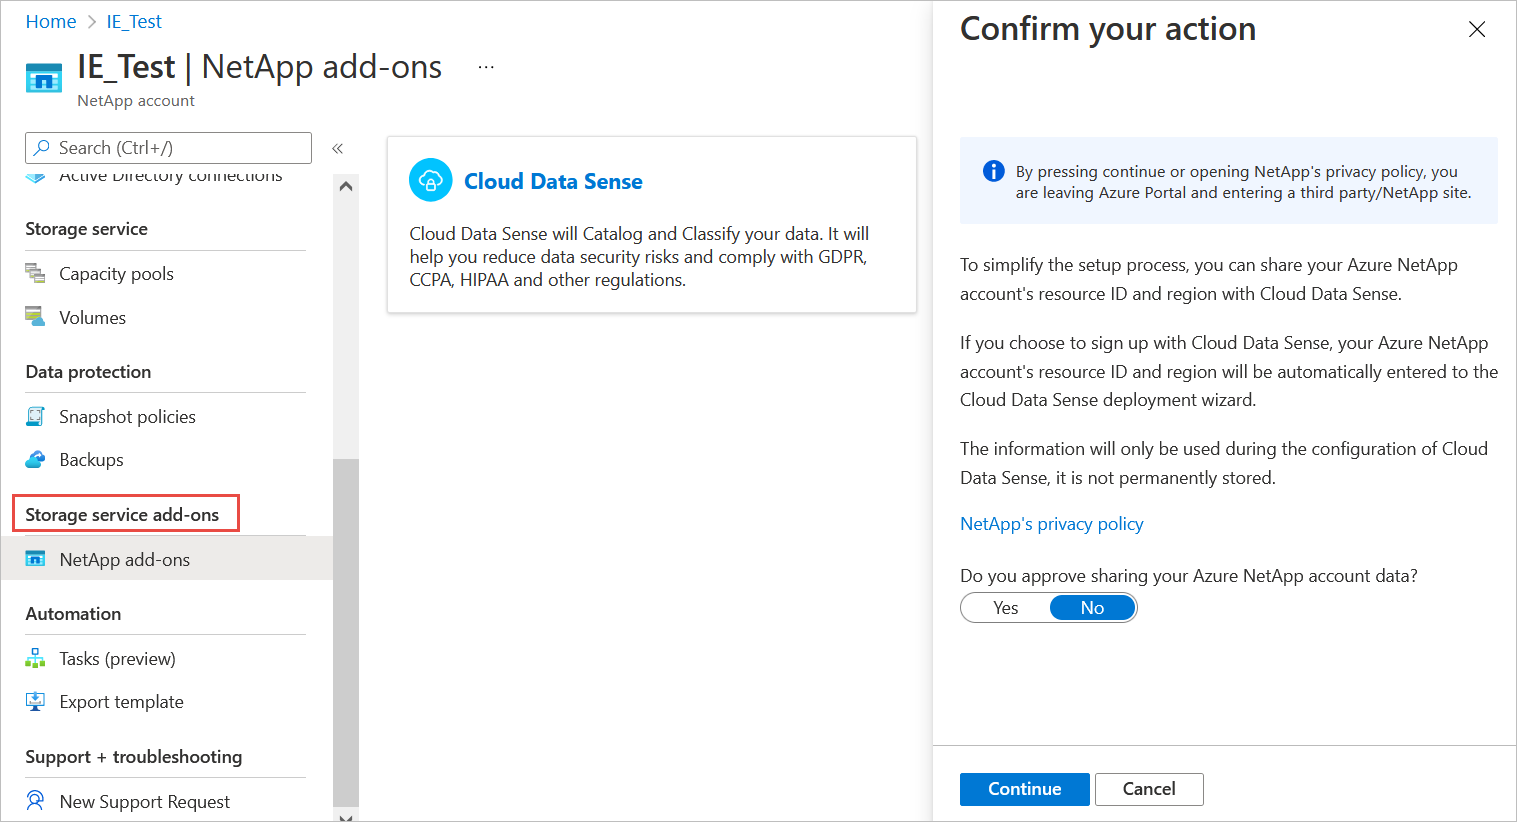 Home > IE_Test
IE_Test | NetApp add-ons ...
NetApp account
Search (Ctrl+/) «
Active Directory connections
Storage service
Capacity pools
Volumes
Data protection
Snapshot policies
Backups
Storage service add-ons
NetApp add-ons
Automation
Tasks (preview)
Export template
Support + troubleshooting
New Support Request
Cloud Data Sense
Cloud Data Sense will Catalog and Classify your data. It will
help you reduce data security risks and comply with GDPR,
CCPA, HIPAA and other regulations.
Confirm your action
By pressing continue or opening NetApp's privacy policy, you
are leaving Azure Portal and entering a third party/NetApp site.
To simplify the setup process, you can share your Azure NetApp
account's resource ID and region with Cloud Data Sense.
If you choose to sign up with Cloud Data Sense, your Azure NetApp
account's resource ID and region will be automatically entered to the
Cloud Data Sense deployment wizard.
The information will only be used during the configuration of Cloud
Data Sense, it is not permanently stored.
NetApp's privacy policy
Do you approve sharing your Azure NetApp account data?
Yes No
Continue Cancel